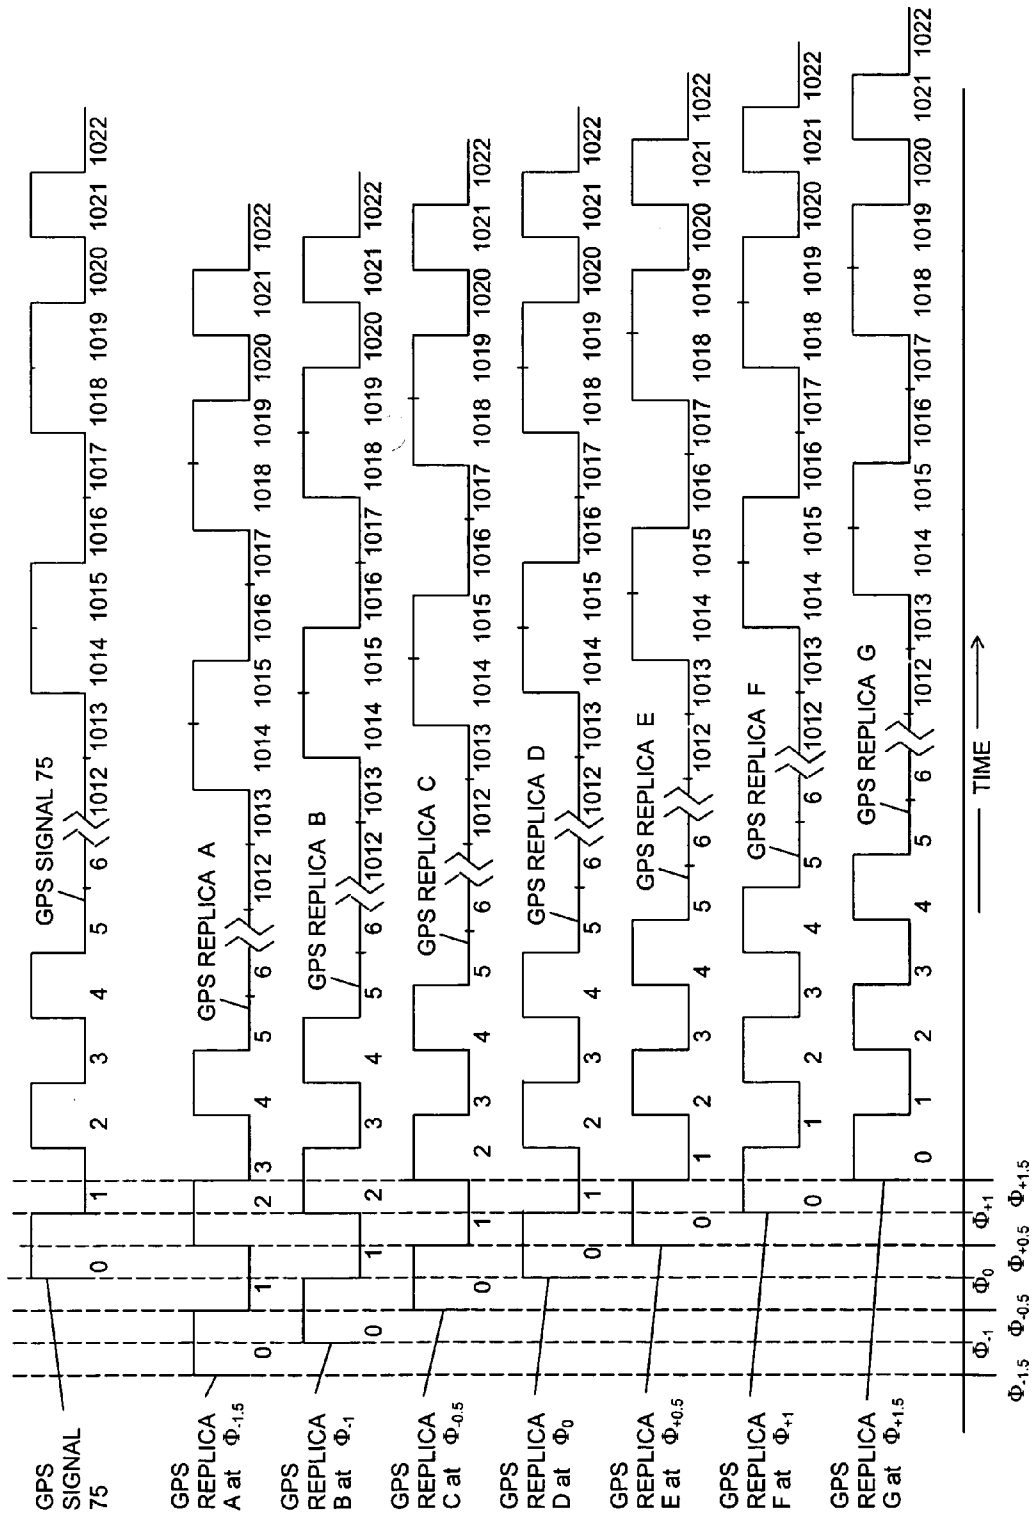 GPS SIGNAL 75
GPS
SIGNAL
75
0 1 2 3 4 5 6 1012 1013 1014 1015 1016 1017 1018 1019 1020 1021 1022
GPS REPLICA A
GPS
REPLICA
A at Φ-1.5
0 1 2 3 4 5 6 1012 1013 1014 1015 1016 1017 1018 1019 1020 1021 1022
GPS REPLICA B
GPS
REPLICA
B at Φ-1
0 1 2 3 4 5 6 1012 1013 1014 1015 1016 1017 1018 1019 1020 1021 1022
GPS REPLICA C
GPS
REPLICA
C at Φ-0.5
0 1 2 3 4 5 6 1012 1013 1014 1015 1016 1017 1018 1019 1020 1021 1022
GPS REPLICA D
GPS
REPLICA
D at Φ0
0 1 2 3 4 5 6 1012 1013 1014 1015 1016 1017 1018 1019 1020 1021 1022
GPS REPLICA E
GPS
REPLICA
E at Φ+0.5
0 1 2 3 4 5 6 1012 1013 1014 1015 1016 1017 1018 1019 1020 1021 1022
GPS REPLICA F
GPS
REPLICA
F at Φ+1
0 1 2 3 4 5 6 1012 1013 1014 1015 1016 1017 1018 1019 1020 1021 1022
GPS REPLICA G
GPS
REPLICA
G at Φ+1.5
0 1 2 3 4 5 6 1012 1013 1014 1015 1016 1017 1018 1019 1020 1021 1022
Φ-1 Φ0 Φ+1
Φ-1.5 Φ-0.5 Φ+0.5 Φ+1.5
TIME